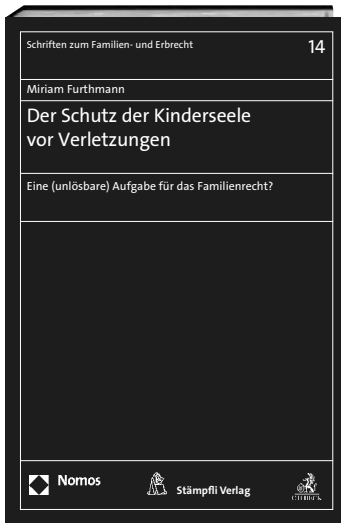 Schriften zum Familien- und Erbrecht 14
Miriam Furthmann
Der Schutz der Kinderseele
vor Verletzungen
Eine (unlösbare) Aufgabe für das Familienrecht?
Nomos
Stämpfli Verlag
C·H·BECK